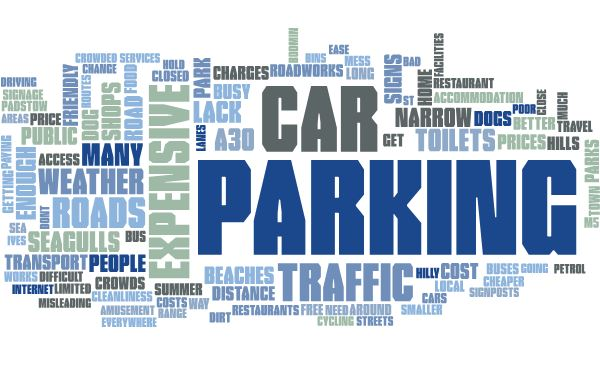 CROWDED SERVICES
CHANGE
DRIVING
SIGNAGE
PADSTOW
AREAS PRICE
FRIENDLY
ROUTES
DOG
SHOPS
ROAD
FOOD
HOLD
CLOSED
PUBLIC
GETTING
PAYING
ENOUGH
ACCESS
MANY
WEATHER
DONT
ROADS
SEA
IVES
SEAGULLS
BUS
TRANSPORT
PEOPLE
WORKS
DIFFICULT
INTERNET
LIMITED
CROWDS
MISLEADING
CLEANLINESS
AMUSEMENT
EVERYWHERE
SUMMER
COSTS
WAY
RANGE
EXPENSIVE
PARK
LANES
CHARGES
BUSY
LACK
A30
ROADWORKS
BODMIN
BINS
EASE
MESS
LONG
CAR
PARKING
SIGNS
BAD
ST
HOME
FACILITIES
RESTAURANT
ACCOMMODATION
NARROW
DOGS
POOR
CLOSE
MUCH
GET
TOILETS
BETTER
TRAVEL
PRICES
HILLS
PARKS
TOWN
M5
BEACHES
DISTANCE
DIRT
RESTAURANTS
TRAFFIC
FREE
NEED
AROUND
CYCLING
STREETS
HILLY
COST
LOCAL
CARS
SMALLER
BUSES
GOING
PETROL
CHEAPER
SIGNPOSTS